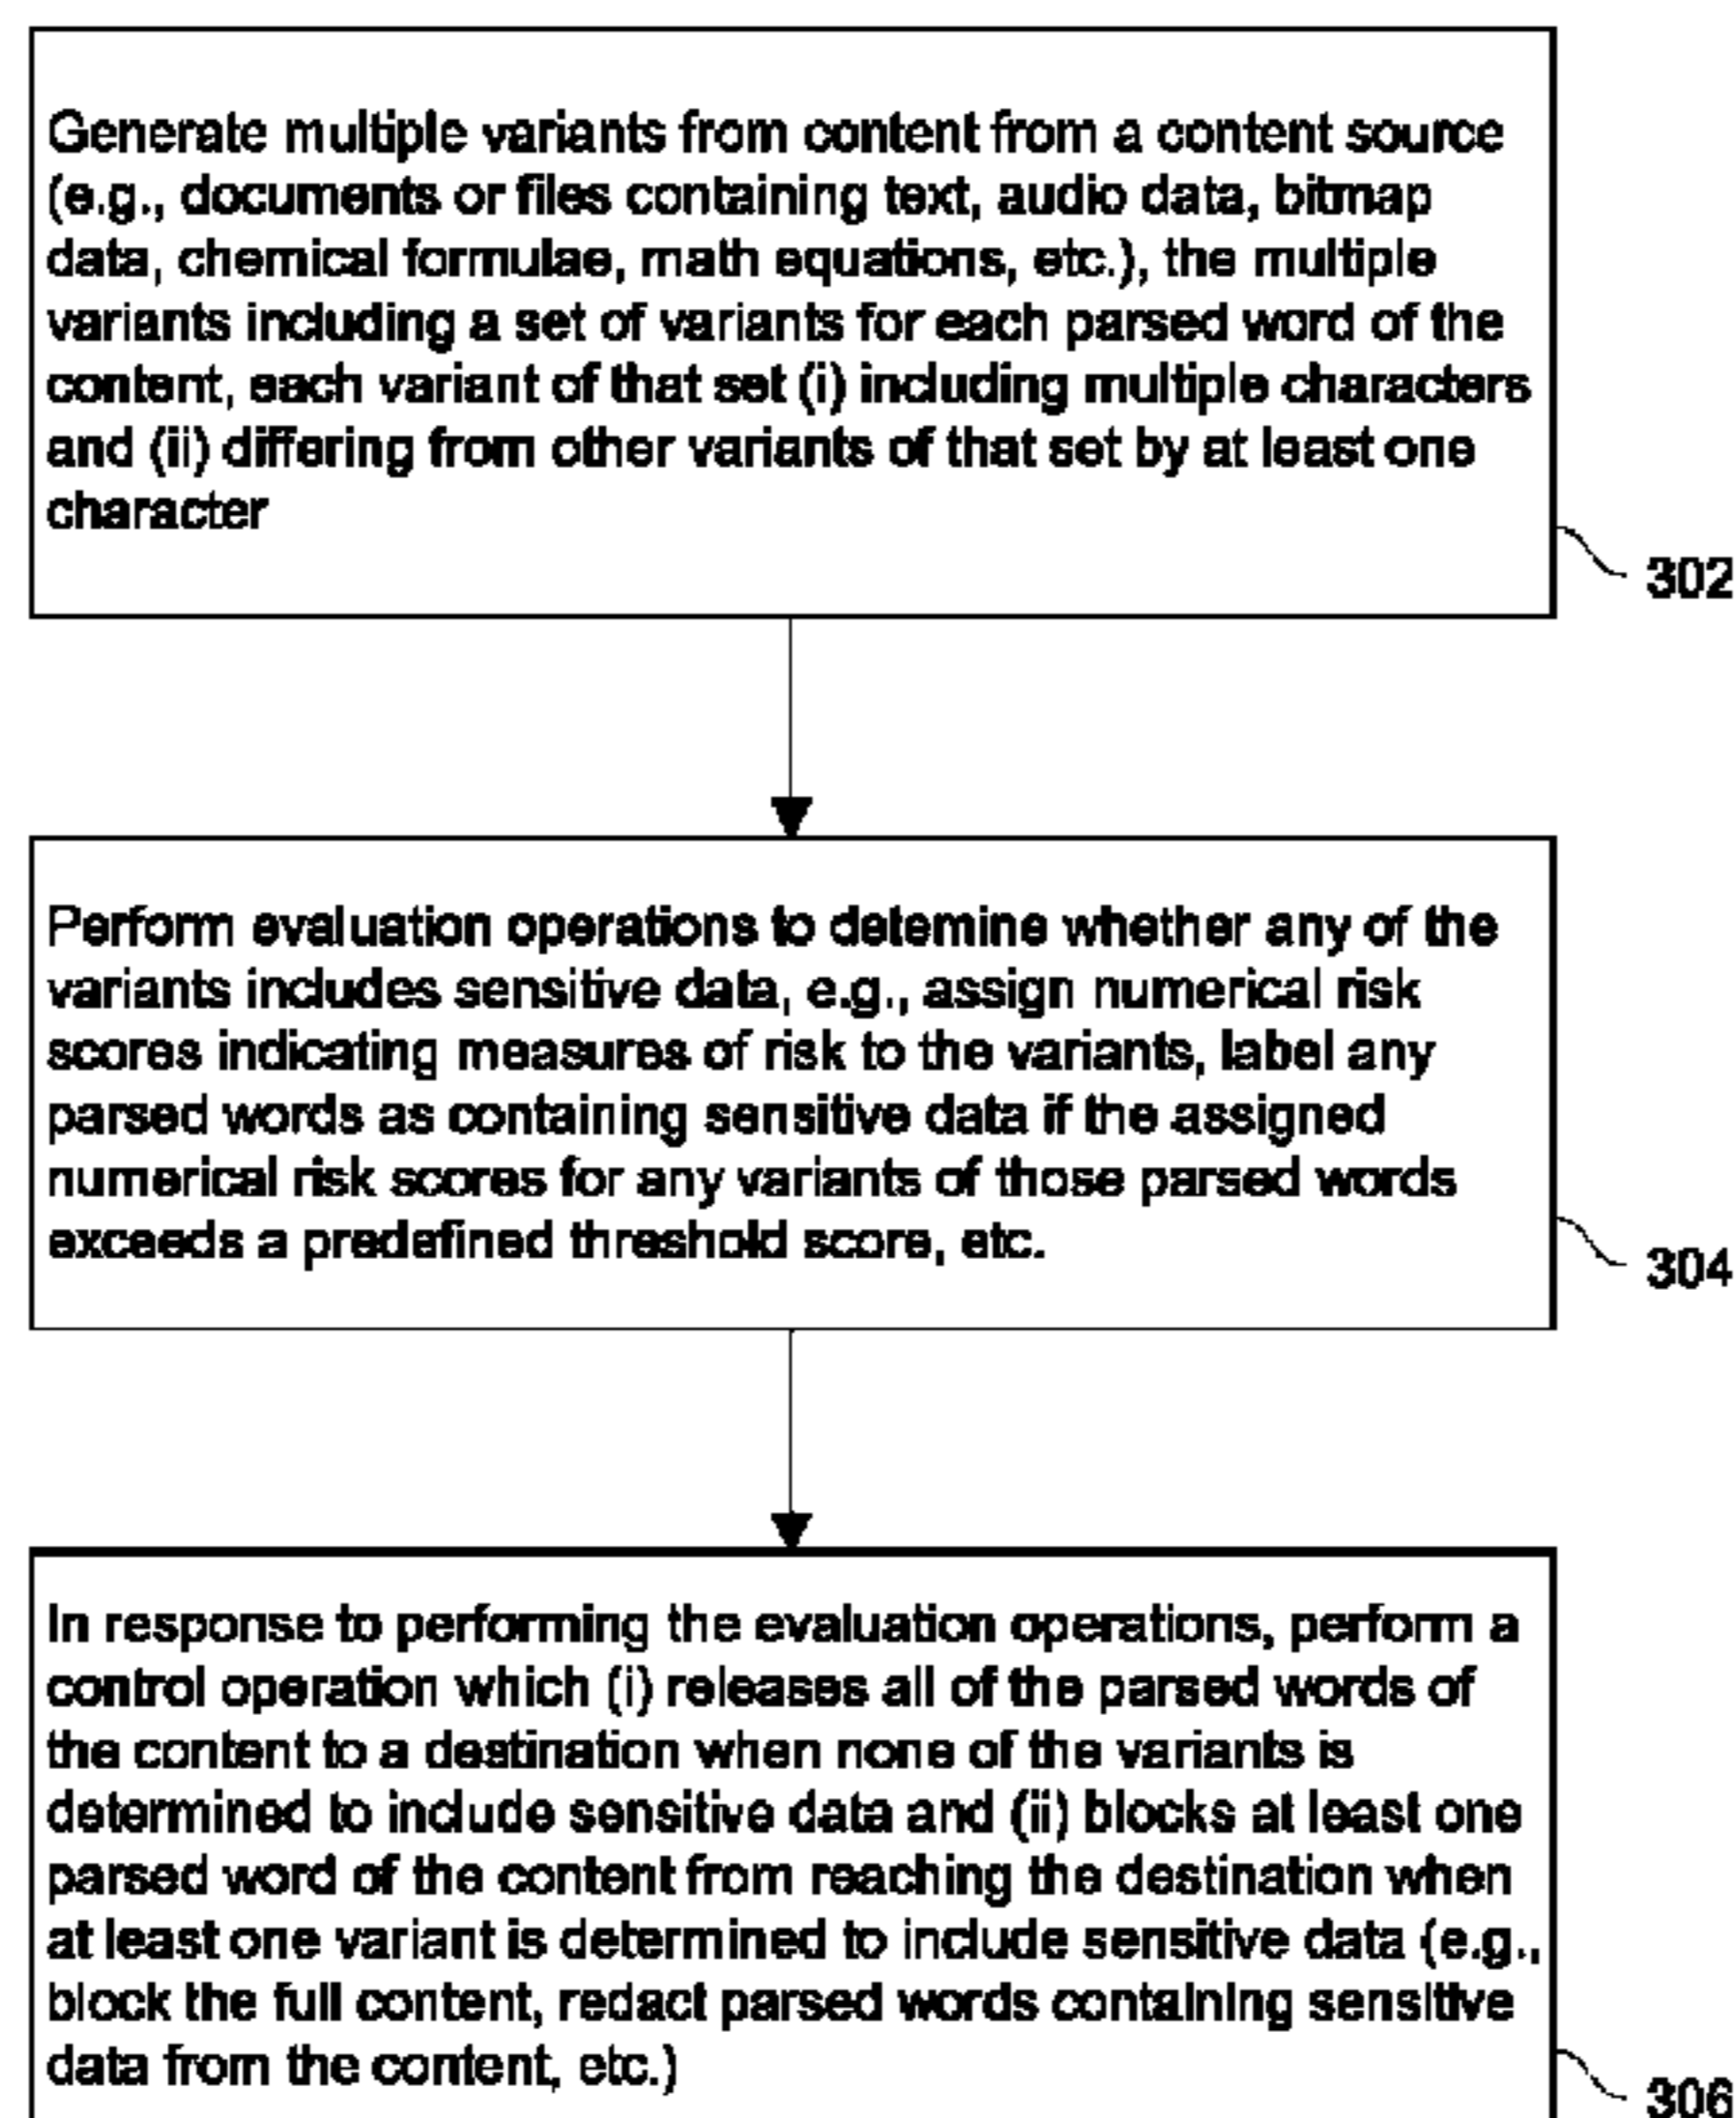 Generate multiple variants from content from a content source
(e.g., documents or files containing text, audio data, bitmap
data, chemical formulae, math equations, etc.), the multiple
variants including a set of variants for each parsed word of the
content, each variant of that set (i) including multiple characters
and (ii) differing from other variants of that set by at least one
character
302
Perform evaluation operations to detemine whether any of the
variants includes sensitive data, e.g., assign numerical risk
scores indicating measures of risk to the variants, label any
parsed words as containing sensitive data if the assigned
numerical risk scores for any variants of those parsed words
exceeds a predefined threshold score, etc.
304
In response to performing the evaluation operations, perform a
control operation which (i) releases all of the parsed words of
the content to a destination when none of the variants is
determined to include sensitive data and (ii) blocks at least one
parsed word of the content from reaching the destination when
at least one variant is determined to include sensitive data (e.g.,
block the full content, redact parsed words containing sensitive
data from the content, etc.)
306